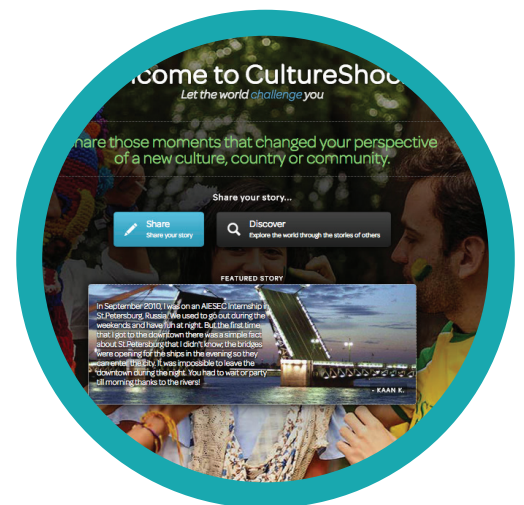 lcome to CultureShoc
Let the world challenge you
hare those moments that changed your perspective
of a new culture, country or community.
Share your story...
Share
Share your story
Discover
Explore the world through the stories of others
FEATURED STORY
In September 2010, I was on an AIESEC Internship in
St.Petersburg, Russia. We used to go out during the
weekends and have fun at night. But the first time
that I got to the downtown there was a simple fact
about St.Petersburg that I didn't know; the bridges
were opening for the ships in the evening so they
can enter the city. It was impossible to leave the
downtown during the night. You had to wait or party
till morning thanks to the rivers!
- KAAN K.